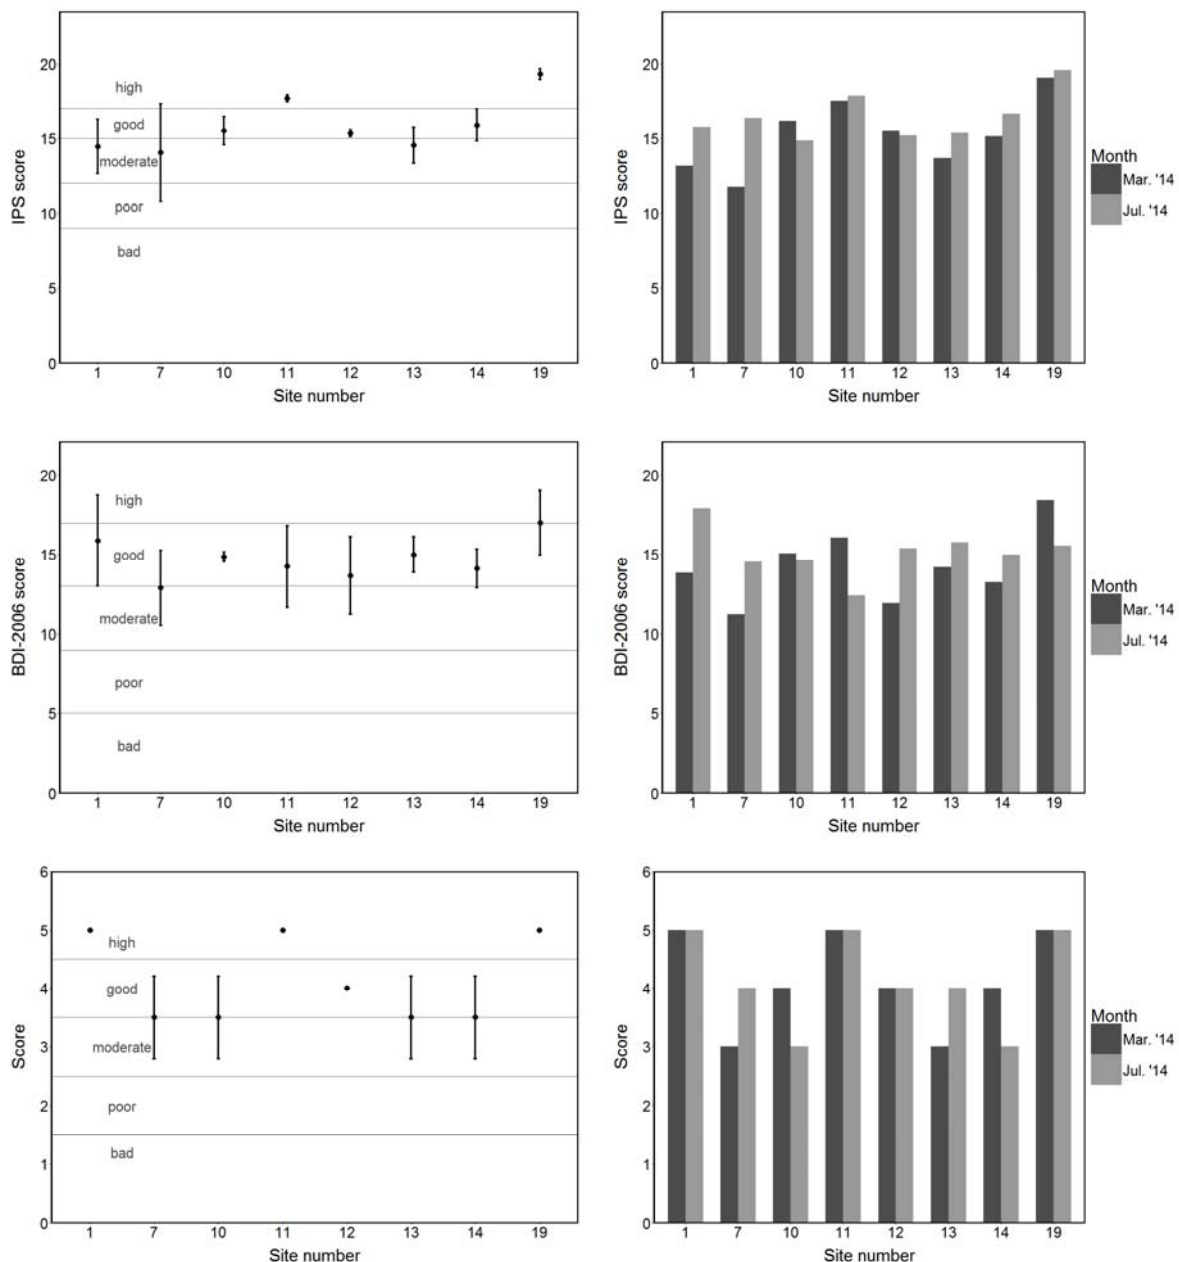 IPS score
20
15
10
5
0
high
good
moderate
poor
bad
1 7 10 11 12 13 14 19
Site number
IPS score
20
15
10
5
0
1 7 10 11 12 13 14 19
Site number
Month
Mar. '14
Jul. '14
BDI-2006 score
20
15
10
5
0
high
good
moderate
poor
bad
1 7 10 11 12 13 14 19
Site number
BDI-2006 score
20
15
10
5
0
1 7 10 11 12 13 14 19
Site number
Month
Mar. '14
Jul. '14
Score
6
5
4
3
2
1
0
high
good
moderate
poor
bad
1 7 10 11 12 13 14 19
Site number
Score
6
5
4
3
2
1
0
1 7 10 11 12 13 14 19
Site number
Month
Mar. '14
Jul. '14